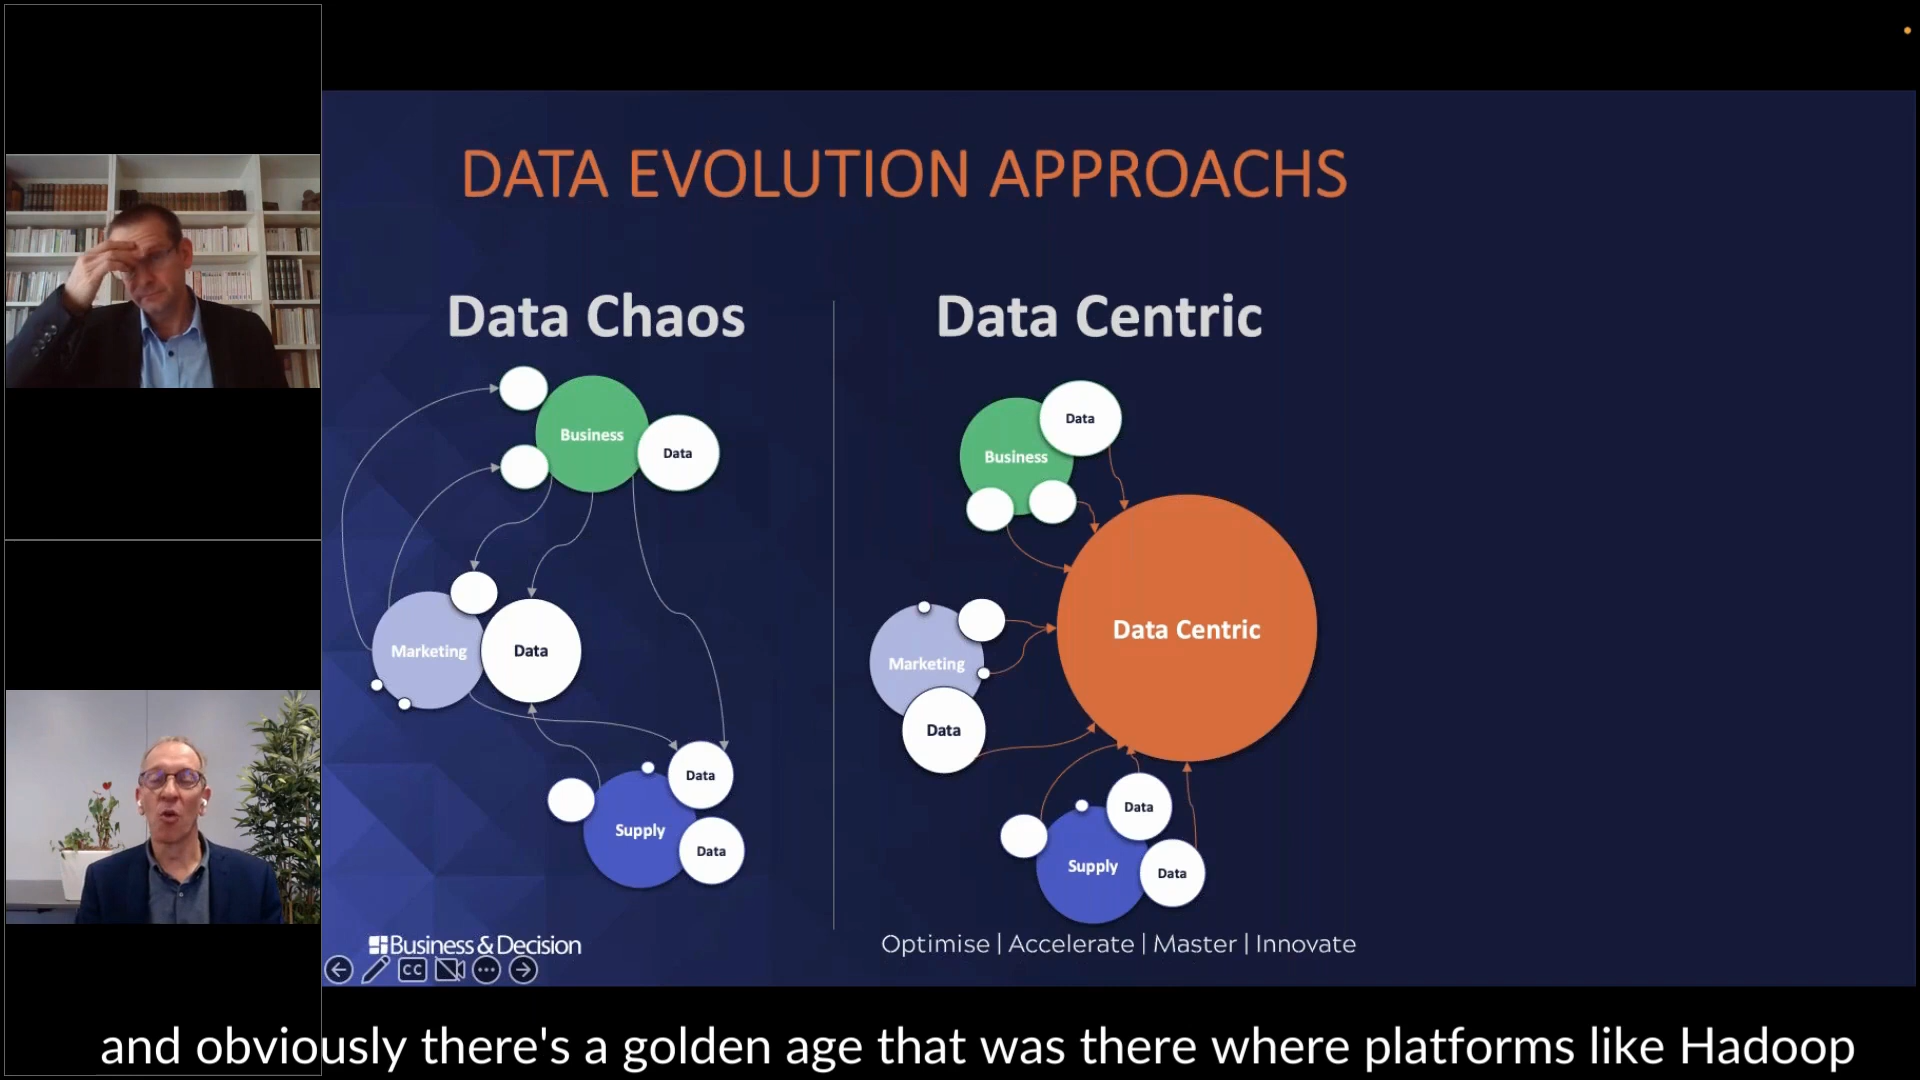 DATA EVOLUTION APPROACHS
Data Chaos
Business
Data
Marketing
Data
Data
Supply
Data
Data Centric
Data
Business
Data Centric
Marketing
Data
Data
Supply
Data
Business & Decision
Optimise | Accelerate | Master | Innovate
CC
and obviously there's a golden age that was there where platforms like Hadoop